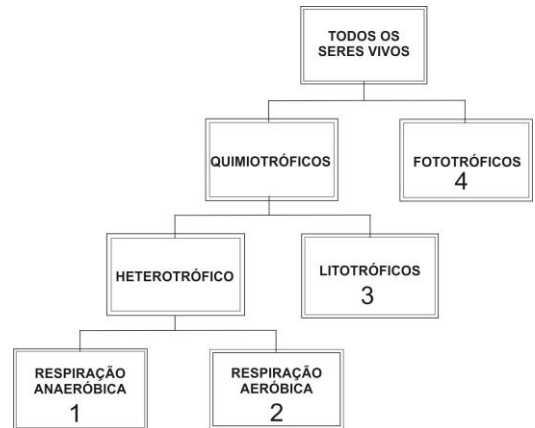 TODOS OS
SERES VIVOS
QUIMIOTRÓFICOS
FOTOTRÓFICOS
4
HETEROTRÓFICO
LITOTRÓFICOS
3
RESPIRAÇÃO
ANAERÓBICA
1
RESPIRAÇÃO
AERÓBICA
2